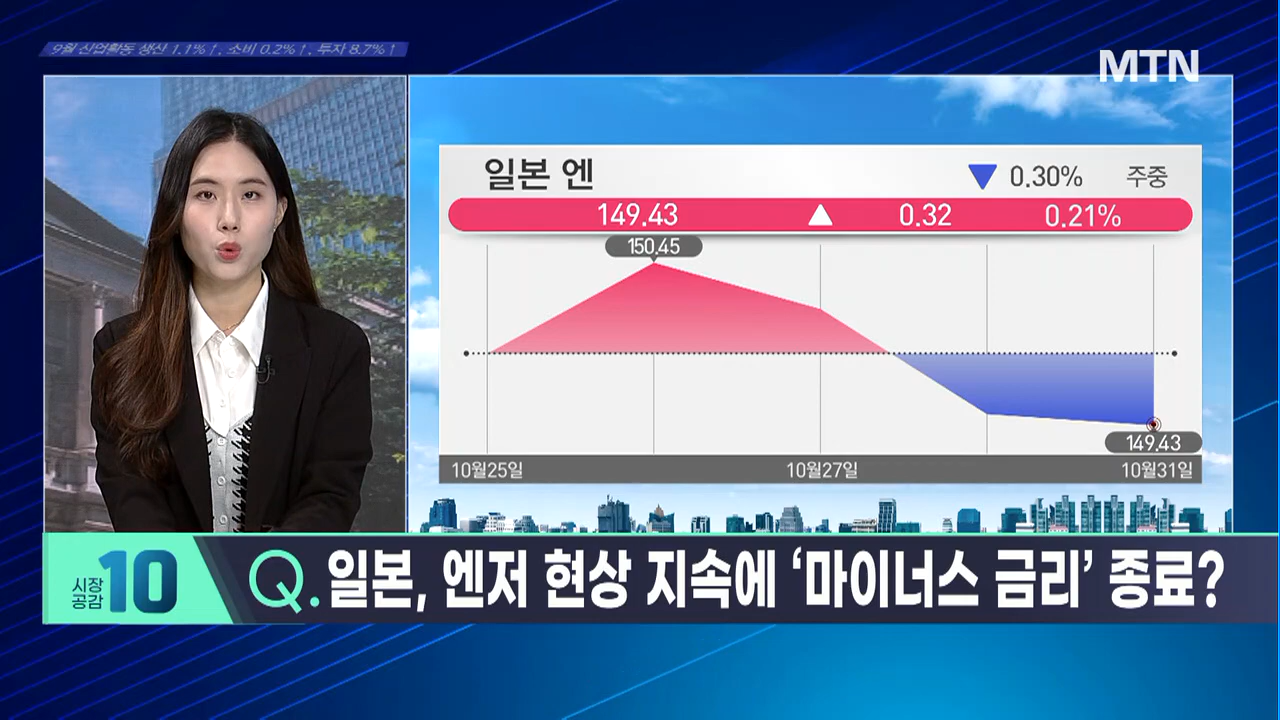 9월 산업활동 생산 1.1%↑, 소비 0.2%↑, 투자 8.7%↑
MTN
일본 엔 ▼ 0.30% 주중
149.43 ▲ 0.32 0.21%
150.45
149.43
10월25일 10월27일 10월31일
시장
공감
10
Q. 일본, 엔저 현상 지속에 ‘마이너스 금리’ 종료?